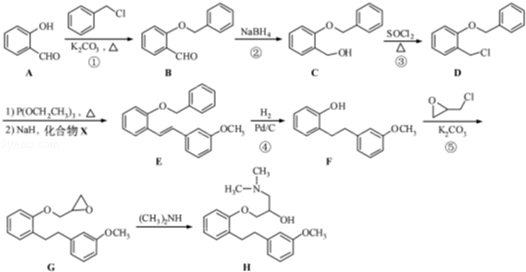 OH
CHO
A
Cl
K₂CO₃, △
①
O
CHO
B
NaBH₄
②
O
OH
C
SOCl₂
△
③
O
Cl
D
1) P(OCH₂CH₃)₃, △
2) NaH, 化合物X
O
OCH₃
E
H₂
Pd/C
④
OH
OCH₃
F
O
Cl
K₂CO₃
⑤
O
O
OCH₃
G
(CH₃)₂NH
CH₃
H₃C
N
O
OH
OCH₃
H